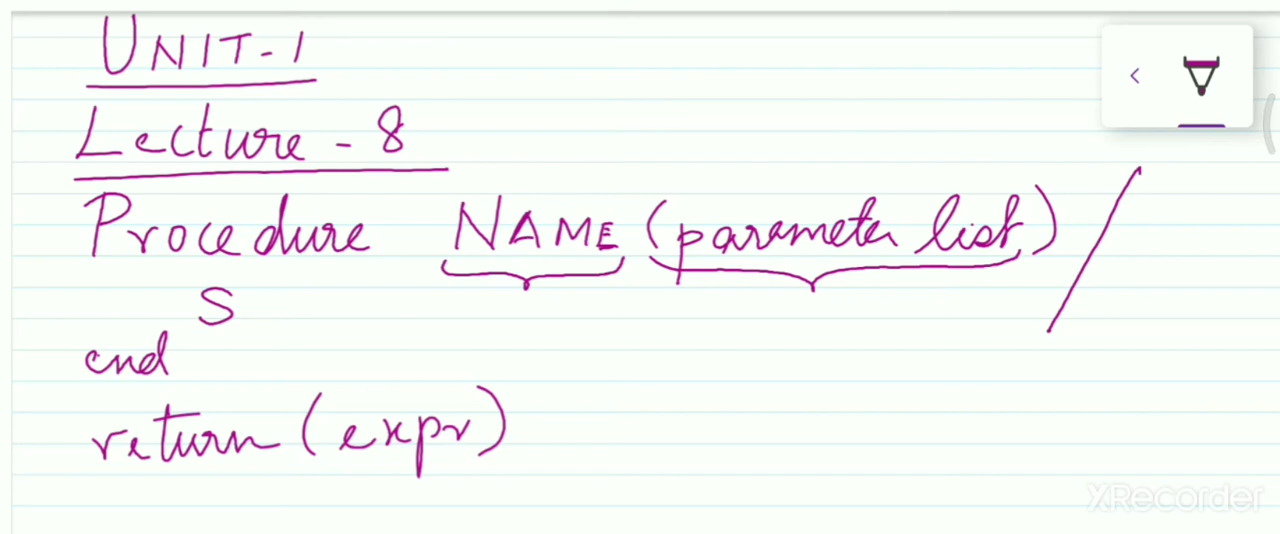 UNIT-1
Lecture - 8
Procedure NAME (parameter list) /
S
end
return (expr)
XRecorder